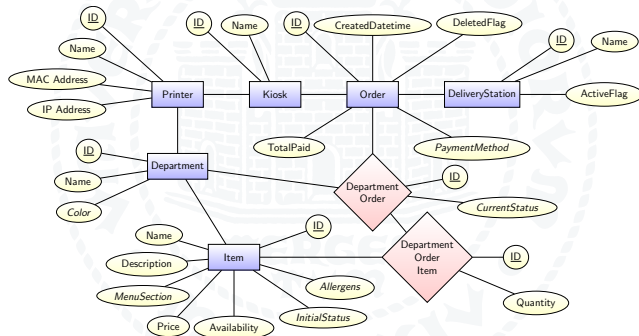 ID
CreatedDatetime
DeletedFlag
ID
Name
ID
Name
ID
Name
MAC Address
IP Address
Printer
Kiosk
Order
DeliveryStation
ActiveFlag
TotalPaid
PaymentMethod
ID
Department
Name
Color
Department
Order
ID
CurrentStatus
Name
ID
Description
Item
Department
Order
Item
ID
MenuSection
Allergens
InitialStatus
Quantity
Price
Availability